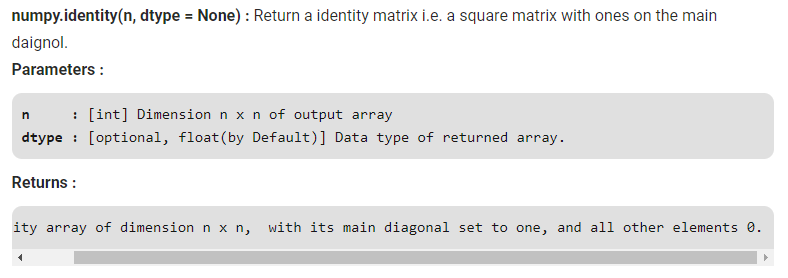 numpy.identity(n, dtype = None) : Return a identity matrix i.e. a square matrix with ones on the main
daignol.
Parameters :
n     : [int] Dimension n x n of output array
dtype : [optional, float(by Default)] Data type of returned array.
Returns :
ity array of dimension n x n,  with its main diagonal set to one, and all other elements 0.